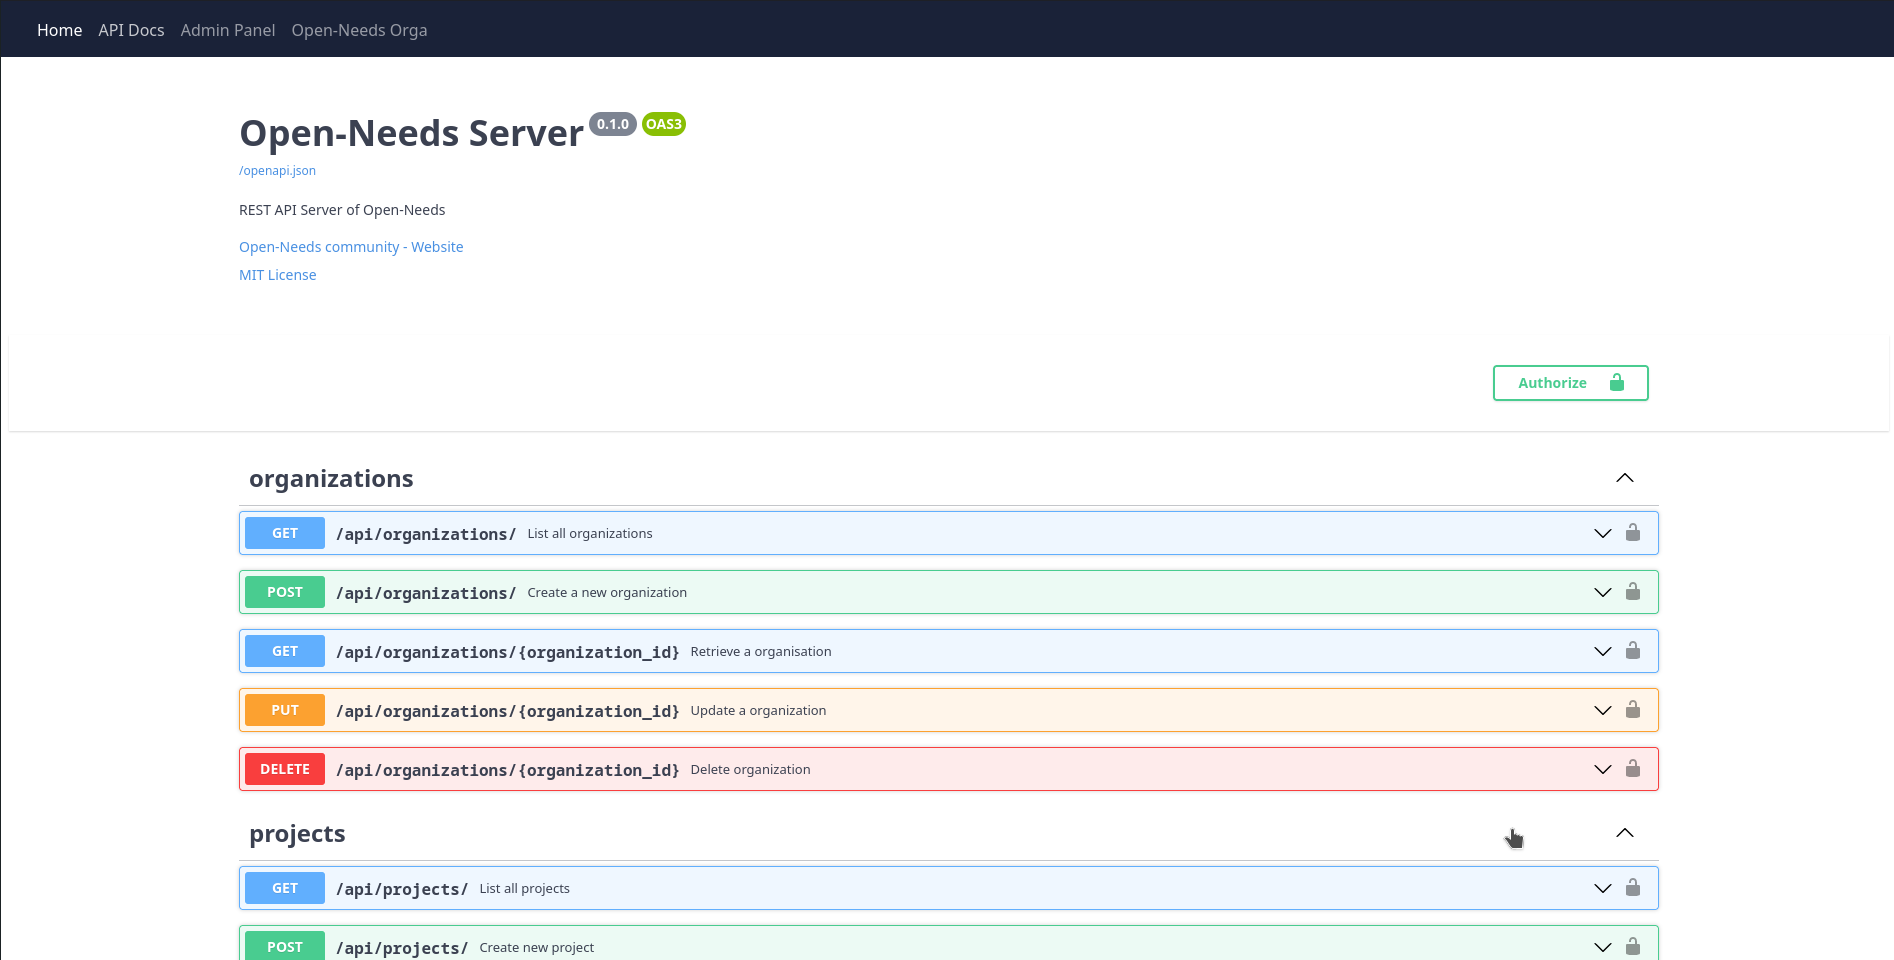 Home API Docs Admin Panel Open-Needs Orga
Open-Needs Server 0.1.0 OAS3
/openapi.json
REST API Server of Open-Needs
Open-Needs community - Website
MIT License
Authorize
organizations
GET /api/organizations/ List all organizations
POST /api/organizations/ Create a new organization
GET /api/organizations/{organization_id} Retrieve a organisation
PUT /api/organizations/{organization_id} Update a organization
DELETE /api/organizations/{organization_id} Delete organization
projects
GET /api/projects/ List all projects
POST /api/projects/ Create new project